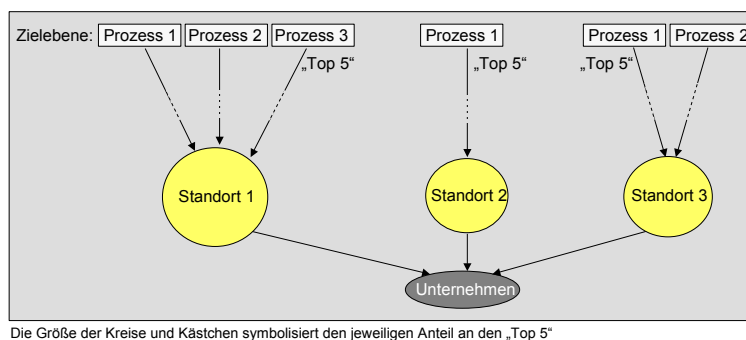 Zielebene: Prozess 1 Prozess 2 Prozess 3 Prozess 1 Prozess 1 Prozess 2
„Top 5“ „Top 5“ „Top 5“
Standort 1 Standort 2 Standort 3
Unternehmen
Die Größe der Kreise und Kästchen symbolisiert den jeweiligen Anteil an den „Top 5“